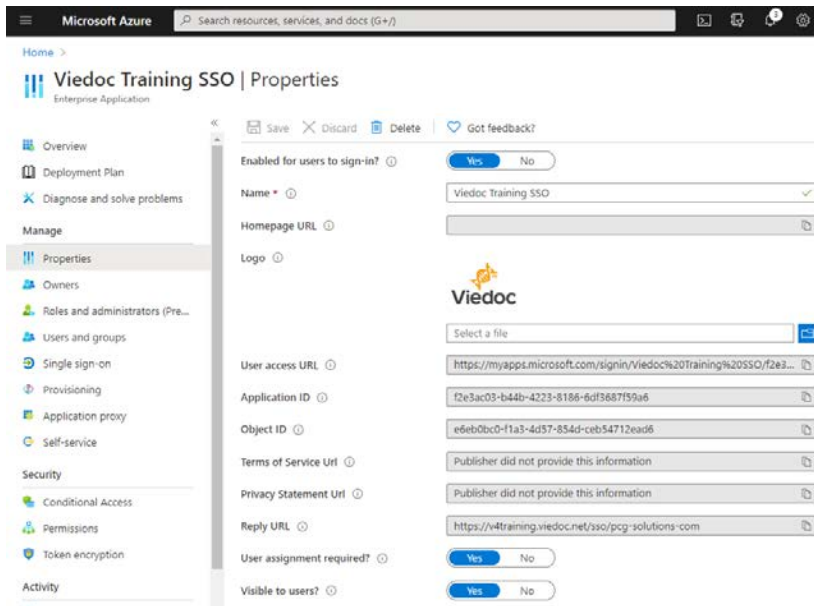 Microsoft Azure
Search resources, services, and docs (G+/)
3
Home >
Viedoc Training SSO | Properties
Enterprise Application
«
Save
Discard
Delete
Got feedback?
Overview
Deployment Plan
Diagnose and solve problems
Manage
Properties
Owners
Roles and administrators (Pre...
Users and groups
Single sign-on
Provisioning
Application proxy
Self-service
Security
Conditional Access
Permissions
Token encryption
Activity
Enabled for users to sign-in?
Yes No
Name *
Viedoc Training SSO
Homepage URL
Logo
Viedoc
Select a file
User access URL
https://myapps.microsoft.com/signin/Viedoc%20Training%20SSO/f2e3...
Application ID
f2e3ac03-b44b-4223-8186-6df3687f59a6
Object ID
e6eb0bc0-f1a3-4d57-854d-ceb54712ead6
Terms of Service Url
Publisher did not provide this information
Privacy Statement Url
Publisher did not provide this information
Reply URL
https://v4training.viedoc.net/sso/pcg-solutions-com
User assignment required?
Yes No
Visible to users?
Yes No